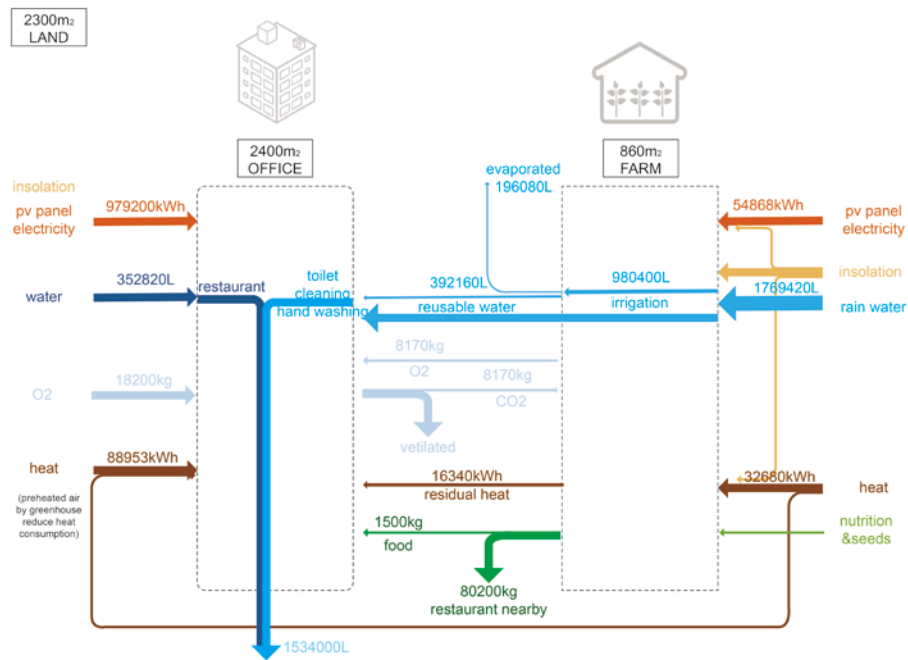 2300m2
LAND
2400m2
OFFICE
860m2
FARM
evaporated
196080L
insolation
pv panel
electricity
979200kWh
54868kWh
pv panel
electricity
insolation
water
352820L
restaurant
toilet
cleaning
hand washing
392160L
reusable water
980400L
irrigation
1769420L
rain water
O2
18200kg
8170kg
O2
8170kg
CO2
vetilated
heat
88953kWh
(preheated air
by greenhouse
reduce heat
consumption)
16340kWh
residual heat
32680kWh
heat
1500kg
food
nutrition
&seeds
80200kg
restaurant nearby
1534000L